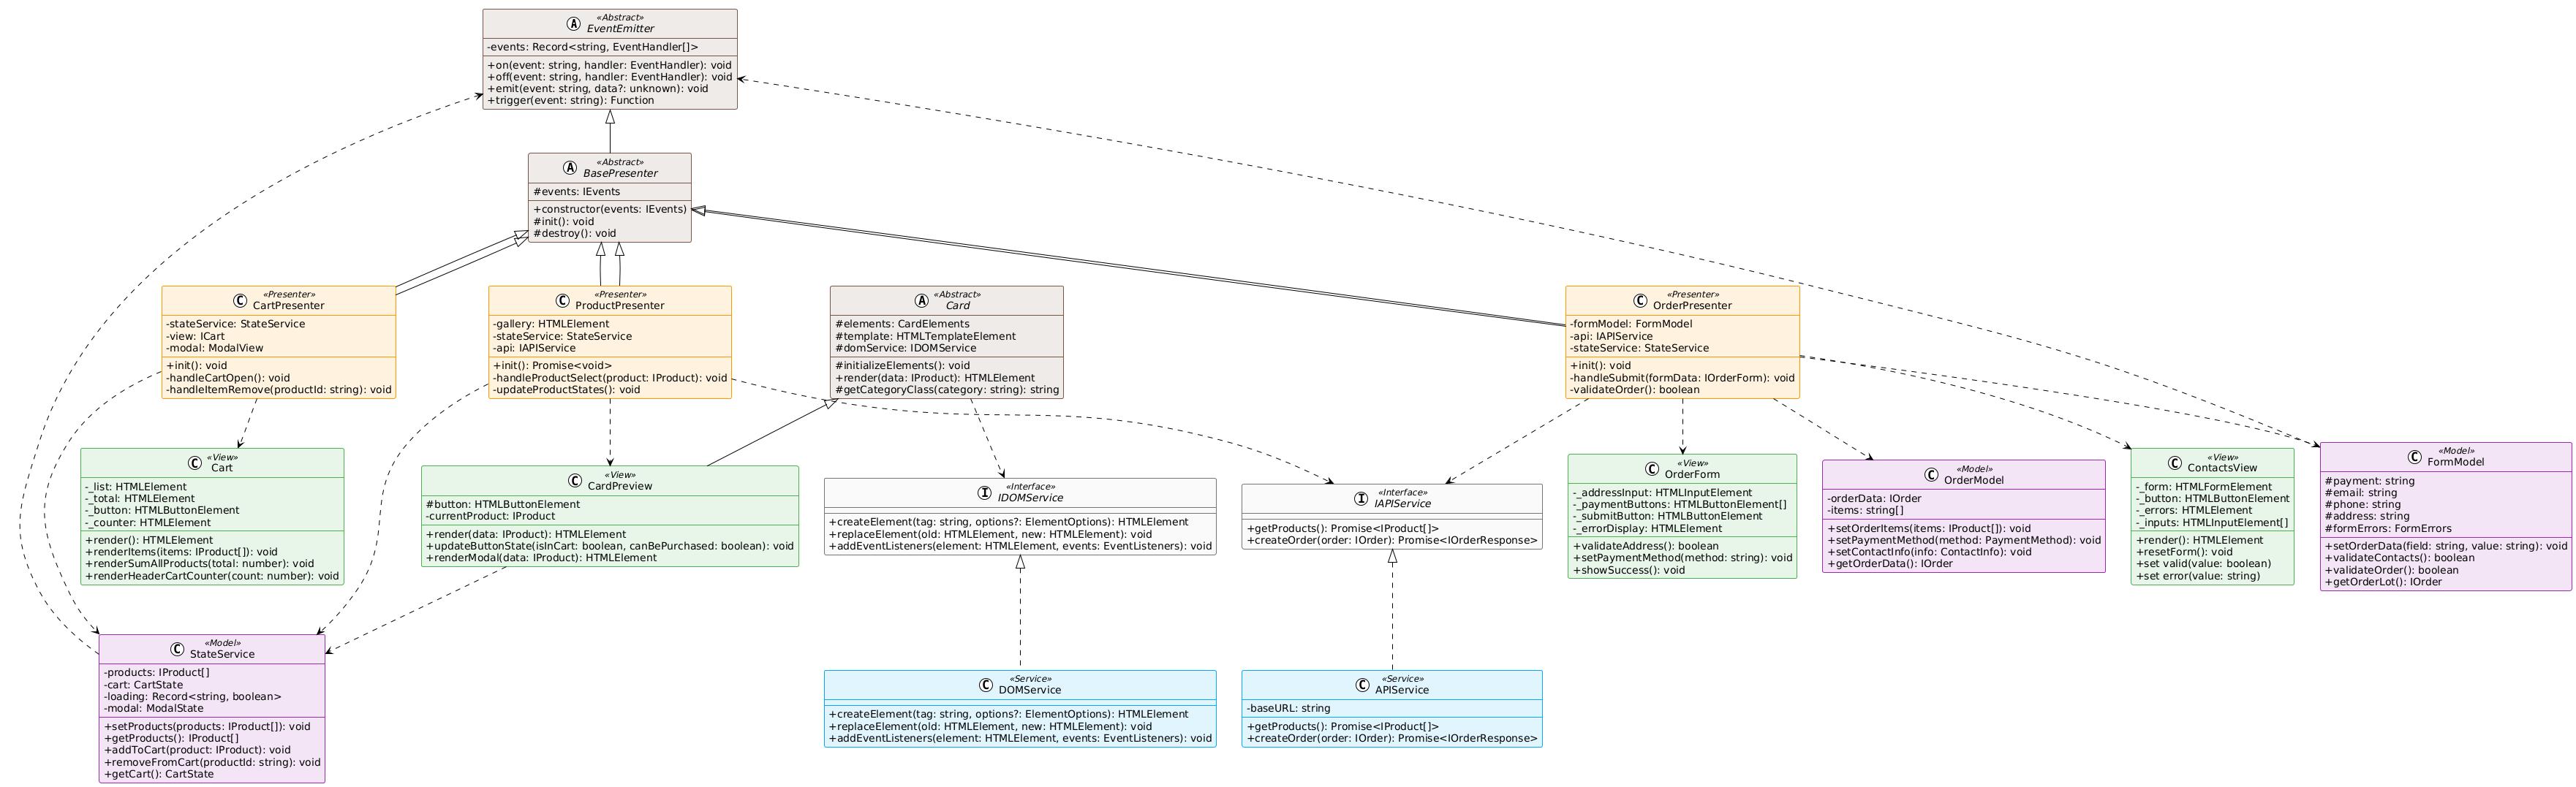 A «Abstract»
EventEmitter
-events: Record<string, EventHandler[]>
+on(event: string, handler: EventHandler): void
+off(event: string, handler: EventHandler): void
+emit(event: string, data?: unknown): void
+trigger(event: string): Function
A «Abstract»
BasePresenter
#events: IEvents
+constructor(events: IEvents)
#init(): void
#destroy(): void
C «Presenter»
CartPresenter
-stateService: StateService
-view: ICart
-modal: ModalView
+init(): void
-handleCartOpen(): void
-handleItemRemove(productId: string): void
C «Presenter»
ProductPresenter
-gallery: HTMLElement
-stateService: StateService
-api: IAPIService
+init(): Promise<void>
-handleProductSelect(product: IProduct): void
-updateProductStates(): void
A «Abstract»
Card
#elements: CardElements
#template: HTMLTemplateElement
#domService: IDOMService
#initializeElements(): void
+render(data: IProduct): HTMLElement
#getCategoryClass(category: string): string
C «Presenter»
OrderPresenter
-formModel: FormModel
-api: IAPIService
-stateService: StateService
+init(): void
-handleSubmit(formData: IOrderForm): void
-validateOrder(): boolean
C «View»
Cart
-_list: HTMLElement
-_total: HTMLElement
-_button: HTMLButtonElement
-_counter: HTMLElement
+render(): HTMLElement
+renderItems(items: IProduct[]): void
+renderSumAllProducts(total: number): void
+renderHeaderCartCounter(count: number): void
C «View»
CardPreview
#button: HTMLButtonElement
-currentProduct: IProduct
+render(data: IProduct): HTMLElement
+updateButtonState(isInCart: boolean, canBePurchased: boolean): void
+renderModal(data: IProduct): HTMLElement
I «Interface»
IDOMService
+createElement(tag: string, options?: ElementOptions): HTMLElement
+replaceElement(old: HTMLElement, new: HTMLElement): void
+addEventListeners(element: HTMLElement, events: EventListeners): void
I «Interface»
IAPIService
+getProducts(): Promise<IProduct[]>
+createOrder(order: IOrder): Promise<IOrderResponse>
C «View»
OrderForm
-_addressInput: HTMLInputElement
-_paymentButtons: HTMLButtonElement[]
-_submitButton: HTMLButtonElement
-_errorDisplay: HTMLElement
+validateAddress(): boolean
+setPaymentMethod(method: string): void
+showSuccess(): void
C «Model»
OrderModel
-orderData: IOrder
-items: string[]
+setOrderItems(items: IProduct[]): void
+setPaymentMethod(method: PaymentMethod): void
+setContactInfo(info: ContactInfo): void
+getOrderData(): IOrder
C «View»
ContactsView
-_form: HTMLFormElement
-_button: HTMLButtonElement
-_errors: HTMLElement
-_inputs: HTMLInputElement[]
+render(): HTMLElement
+resetForm(): void
+set valid(value: boolean)
+set error(value: string)
C «Model»
FormModel
#payment: string
#email: string
#phone: string
#address: string
#formErrors: FormErrors
+setOrderData(field: string, value: string): void
+validateContacts(): boolean
+validateOrder(): boolean
+getOrderLot(): IOrder
C «Model»
StateService
-products: IProduct[]
-cart: CartState
-loading: Record<string, boolean>
-modal: ModalState
+setProducts(products: IProduct[]): void
+getProducts(): IProduct[]
+addToCart(product: IProduct): void
+removeFromCart(productId: string): void
+getCart(): CartState
C «Service»
DOMService
+createElement(tag: string, options?: ElementOptions): HTMLElement
+replaceElement(old: HTMLElement, new: HTMLElement): void
+addEventListeners(element: HTMLElement, events: EventListeners): void
C «Service»
APIService
-baseURL: string
+getProducts(): Promise<IProduct[]>
+createOrder(order: IOrder): Promise<IOrderResponse>